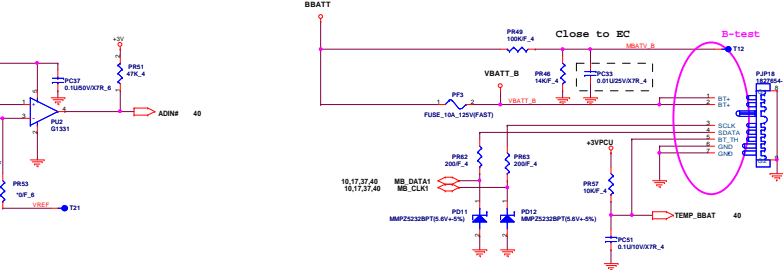 BBATT
+3V
PR51
47K_4
PC37
0.1U/50V/X7R_6
PU2
G1331
1
3
4
5
2
ADIN# 40
PR53
*0/F_6
VREF
T21
PR49
100K/F_4
Close to EC
MBATV_B
T12
B-test
PR46
14K/F_4
PC33
0.01U/25V/X7R_4
VBATT_B
PF3
1
2
VBATT_B
FUSE_10A_125V(FAST)
PJP18
1827654-
1 BT+
2 BT+
3 SCLK
4 SDATA
5 BT_TH
6 GND
7 GND
PR62
200/F_4
PR63
200/F_4
10,17,37,40 MB_DATA1
10,17,37,40 MB_CLK1
PD11
MMPZ5232BPT(5.6V+-5%)
PD12
MMPZ5232BPT(5.6V+-5%)
+3VPCU
PR57
10K/F_4
TEMP_BBAT 40
PC51
0.1U/10V/X7R_4